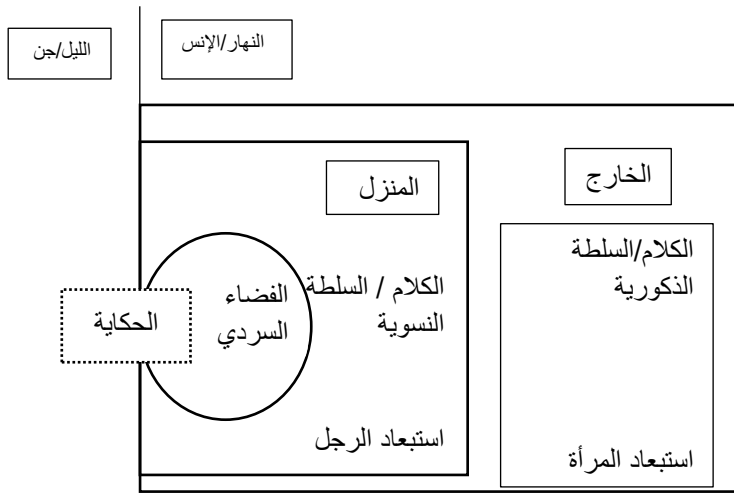 النهار/الإنس
الليل/جن
الخارج
المنزل
الكلام/السلطة
الذكورية
استبعاد المرأة
الكلام / السلطة
النسوية
استبعاد الرجل
الفضاء
السردي
الحكاية